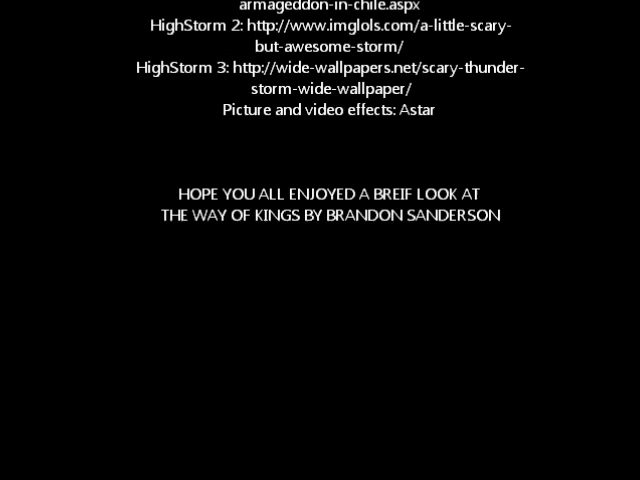 armageddon-in-chile.aspx
HighStorm 2: http://www.imglols.com/a-little-scary-
but-awesome-storm/
HighStorm 3: http://wide-wallpapers.net/scary-thunder-
storm-wide-wallpaper/
Picture and video effects: Astar
HOPE YOU ALL ENJOYED A BREIF LOOK AT
THE WAY OF KINGS BY BRANDON SANDERSON